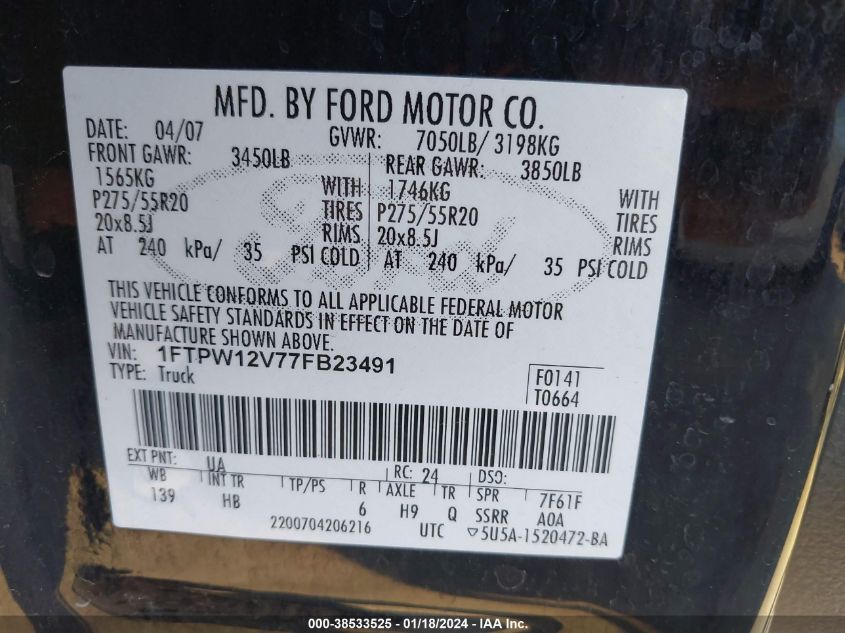 MFD. BY FORD MOTOR CO.
DATE: 04/07 GVWR: 7050LB/ 3198KG
FRONT GAWR: 3450LB REAR GAWR: 3850LB
1565KG WITH 1746KG WITH
P275/55R20 TIRES P275/55R20 TIRES
20x8.5J RIMS 20x8.5J RIMS
AT 240 kPa/ 35 PSI COLD AT 240 kPa/ 35 PSI COLD
Ford
THIS VEHICLE CONFORMS TO ALL APPLICABLE FEDERAL MOTOR
VEHICLE SAFETY STANDARDS IN EFFECT ON THE DATE OF
MANUFACTURE SHOWN ABOVE.
VIN: 1FTPW12V77FB23491
TYPE: Truck
F0141
T0664
EXT PNT: UA RC: 24 DSO:
WB INT TR TP/PS R AXLE TR SPR 7F61F
139 HB 6 H9 Q SSRR A0A
2200704206216 UTC ▽5U5A-1520472-BA
000-38533525 - 01/18/2024 - IAAI, Inc.